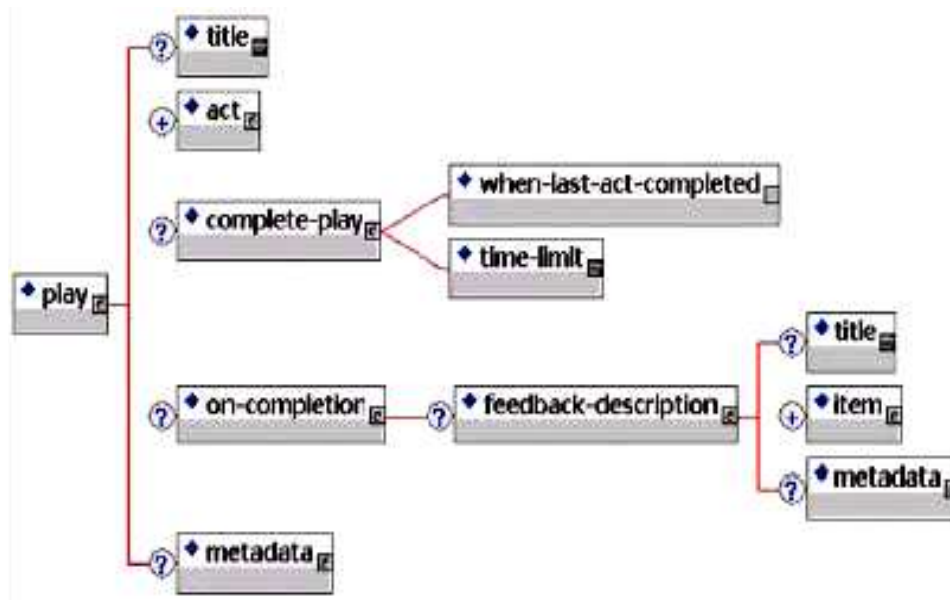 ? title
+ act
? complete-play
when-last-act-completed
time-limit
play
? on-completion
? feedback-description
? title
+ item
? metadata
? metadata